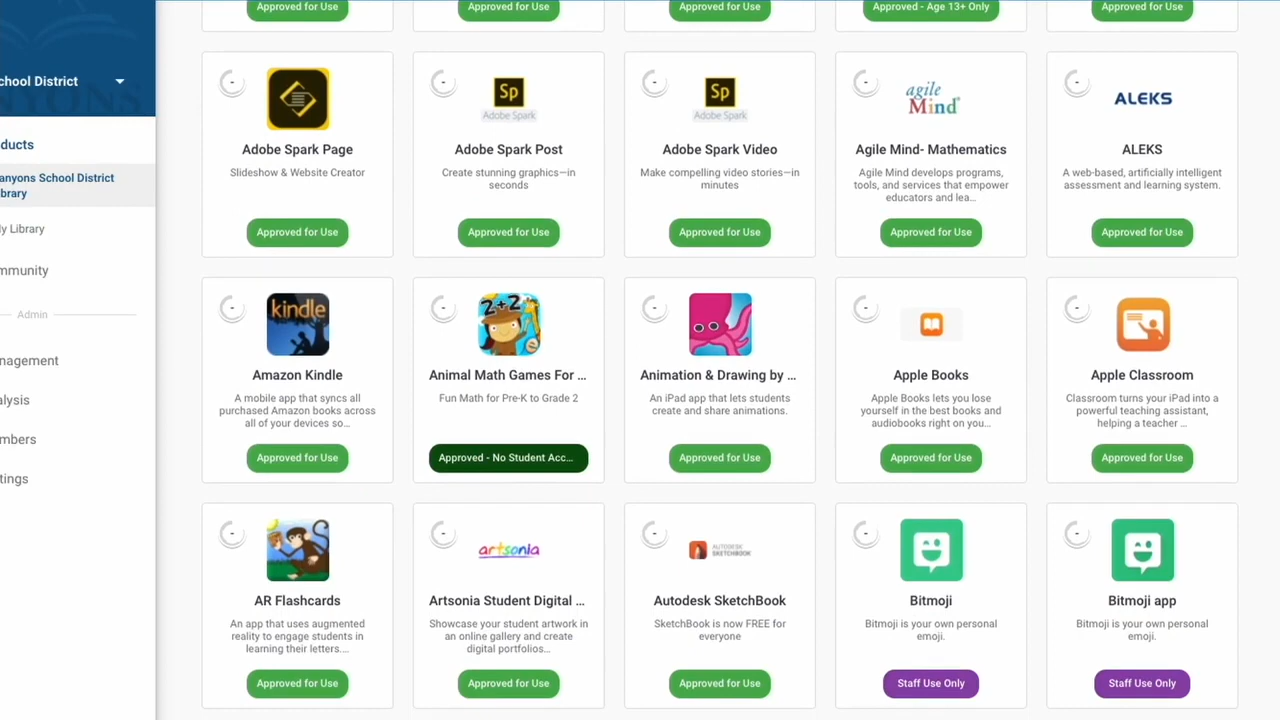 Approved for Use
Approved for Use
Approved for Use
Approved - Age 13+ Only
Approved for Use
chool District
NYONS
ducts
anyons School District
brary
y Library
mmunity
Admin
nagement
alysis
mbers
tings
-
Adobe Spark Page
Slideshow & Website Creator
Approved for Use
-
Sp
Adobe Spark
Adobe Spark Post
Create stunning graphics—in
seconds
Approved for Use
-
Sp
Adobe Spark
Adobe Spark Video
Make compelling video stories—in
minutes
Approved for Use
-
agile
Mind
Agile Mind- Mathematics
Agile Mind develops programs,
tools, and services that empower
educators and lea...
Approved for Use
-
ALEKS
ALEKS
A web-based, artificially intelligent
assessment and learning system.
Approved for Use
-
kindle
Amazon Kindle
A mobile app that syncs all
purchased Amazon books across
all of your devices so...
Approved for Use
-
2+2
Animal Math Games For ...
Fun Math for Pre-K to Grade 2
Approved - No Student Acc...
-
Animation & Drawing by ...
An iPad app that lets students
create and share animations.
Approved for Use
-
Apple Books
Apple Books lets you lose
yourself in the best books and
audiobooks right on you...
Approved for Use
-
Apple Classroom
Classroom turns your iPad into a
powerful teaching assistant,
helping a teacher ...
Approved for Use
-
AR Flashcards
An app that uses augmented
reality to engage students in
learning their letters....
Approved for Use
-
artsonia
Artsonia Student Digital ...
Showcase your student artwork in
an online gallery and create
digital portfolios...
Approved for Use
-
AUTODESK
SKETCHBOOK
Autodesk SketchBook
SketchBook is now FREE for
everyone
Approved for Use
-
Bitmoji
Bitmoji is your own personal
emoji.
Staff Use Only
-
Bitmoji app
Bitmoji is your own personal
emoji.
Staff Use Only